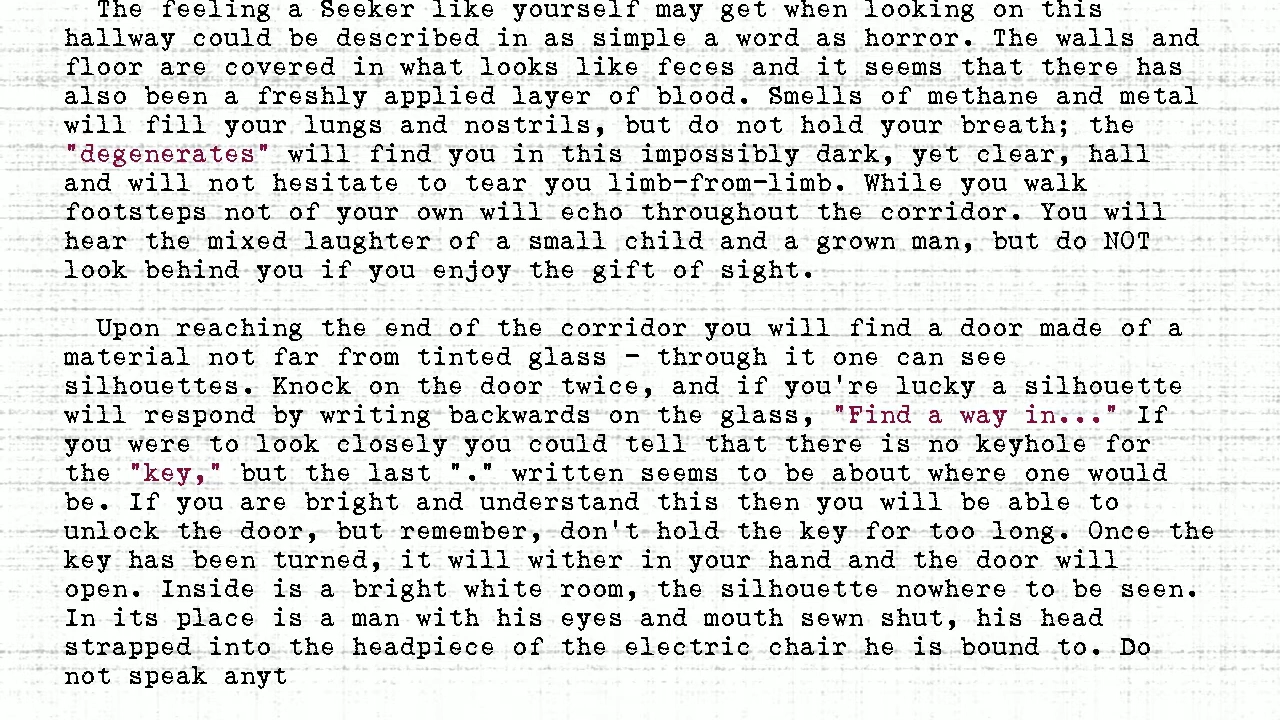 The feeling a Seeker like yourself may get when looking on this
hallway could be described in as simple a word as horror. The walls and
floor are covered in what looks like feces and it seems that there has
also been a freshly applied layer of blood. Smells of methane and metal
will fill your lungs and nostrils, but do not hold your breath; the
"degenerates" will find you in this impossibly dark, yet clear, hall
and will not hesitate to tear you limb-from-limb. While you walk
footsteps not of your own will echo throughout the corridor. You will
hear the mixed laughter of a small child and a grown man, but do NOT
look behind you if you enjoy the gift of sight.
Upon reaching the end of the corridor you will find a door made of a
material not far from tinted glass - through it one can see
silhouettes. Knock on the door twice, and if you're lucky a silhouette
will respond by writing backwards on the glass, "Find a way in..." If
you were to look closely you could tell that there is no keyhole for
the "key," but the last "." written seems to be about where one would
be. If you are bright and understand this then you will be able to
unlock the door, but remember, don't hold the key for too long. Once the
key has been turned, it will wither in your hand and the door will
open. Inside is a bright white room, the silhouette nowhere to be seen.
In its place is a man with his eyes and mouth sewn shut, his head
strapped into the headpiece of the electric chair he is bound to. Do
not speak anyt